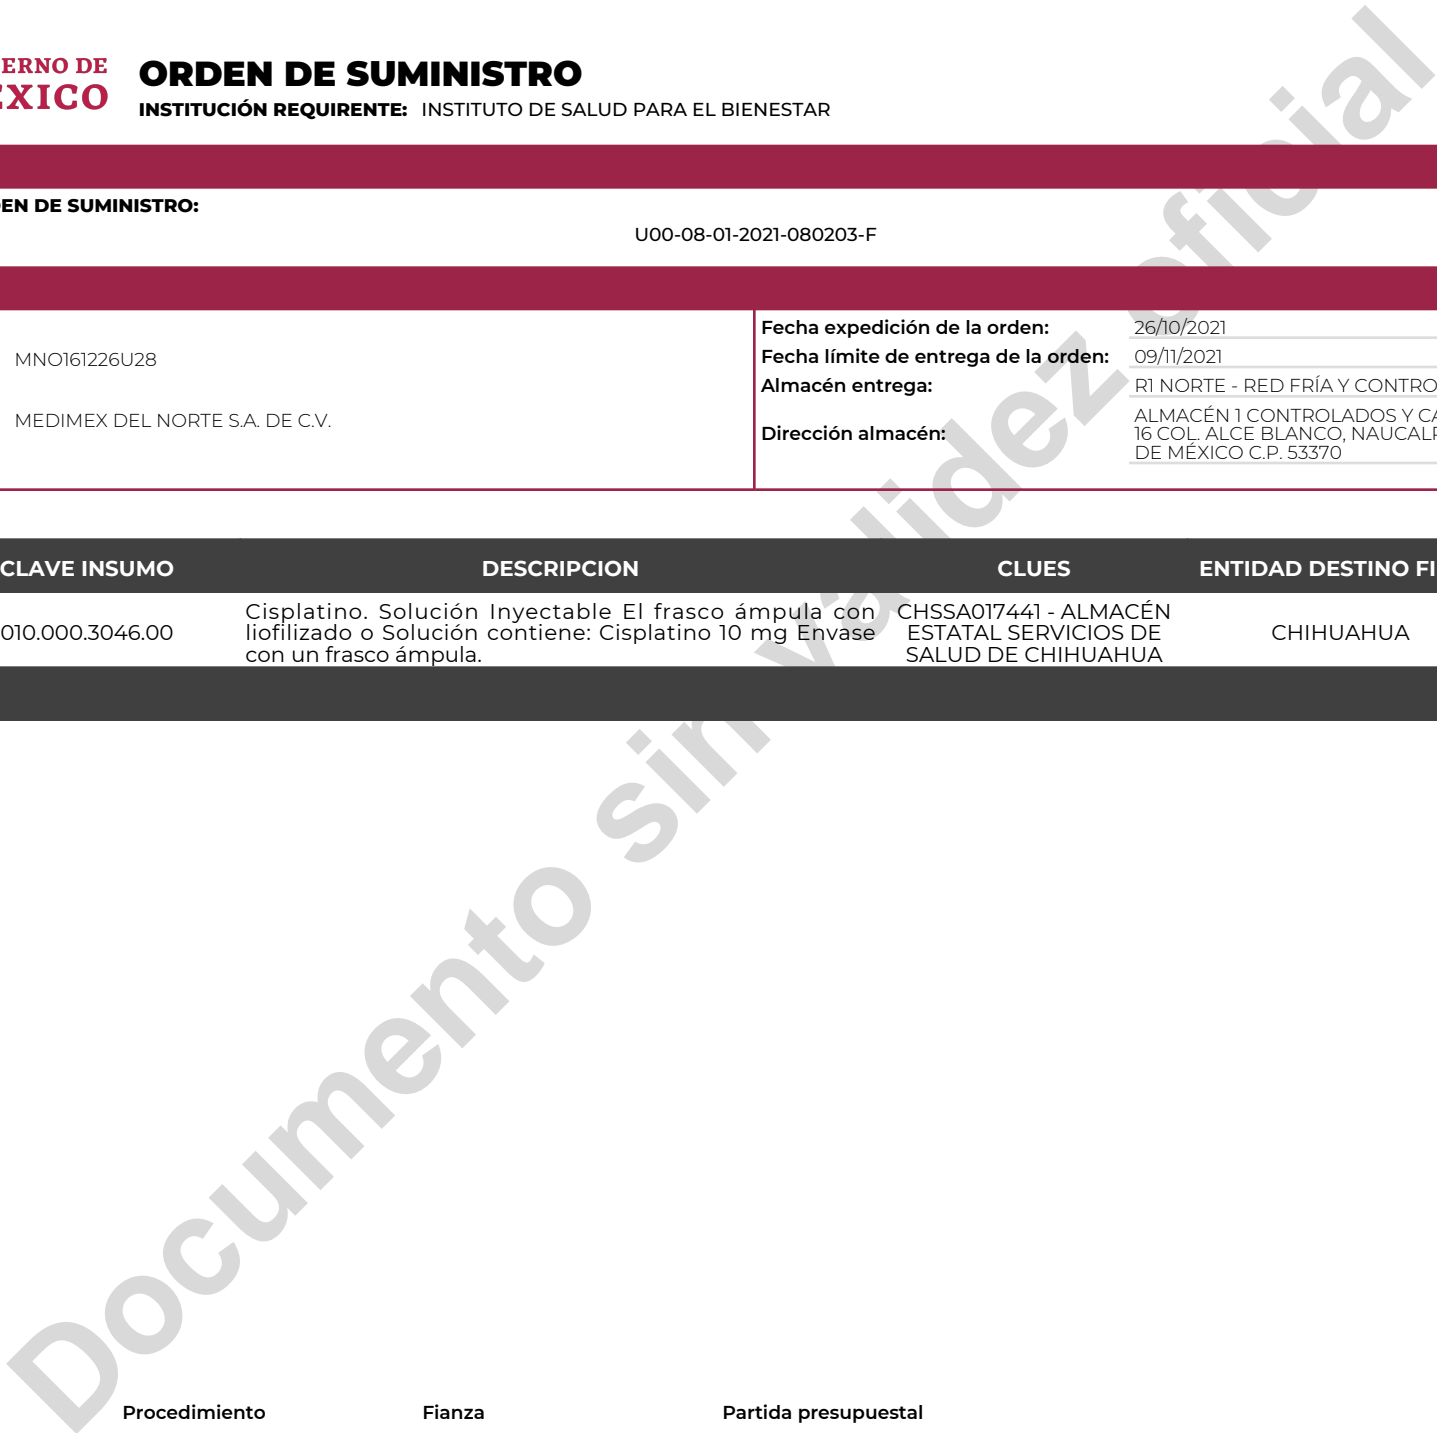 ERNO DE
ÉXICO
ORDEN DE SUMINISTRO
INSTITUCIÓN REQUIRENTE: INSTITUTO DE SALUD PARA EL BIENESTAR
EN DE SUMINISTRO:
U00-08-01-2021-080203-F
MNO161226U28
MEDIMEX DEL NORTE S.A. DE C.V.
Fecha expedición de la orden: 26/10/2021
Fecha límite de entrega de la orden: 09/11/2021
Almacén entrega: R1 NORTE - RED FRÍA Y CONTRO
Dirección almacén: ALMACÉN 1 CONTROLADOS Y CA
16 COL. ALCE BLANCO, NAUCALP
DE MÉXICO C.P. 53370
CLAVE INSUMO DESCRIPCION CLUES ENTIDAD DESTINO FI
010.000.3046.00
Cisplatino. Solución Inyectable El frasco ámpula con
liofilizado o Solución contiene: Cisplatino 10 mg Envase
con un frasco ámpula.
CHSSA017441 - ALMACÉN
ESTATAL SERVICIOS DE
SALUD DE CHIHUAHUA
CHIHUAHUA
Documento sin validez oficial
Procedimiento Fianza Partida presupuestal